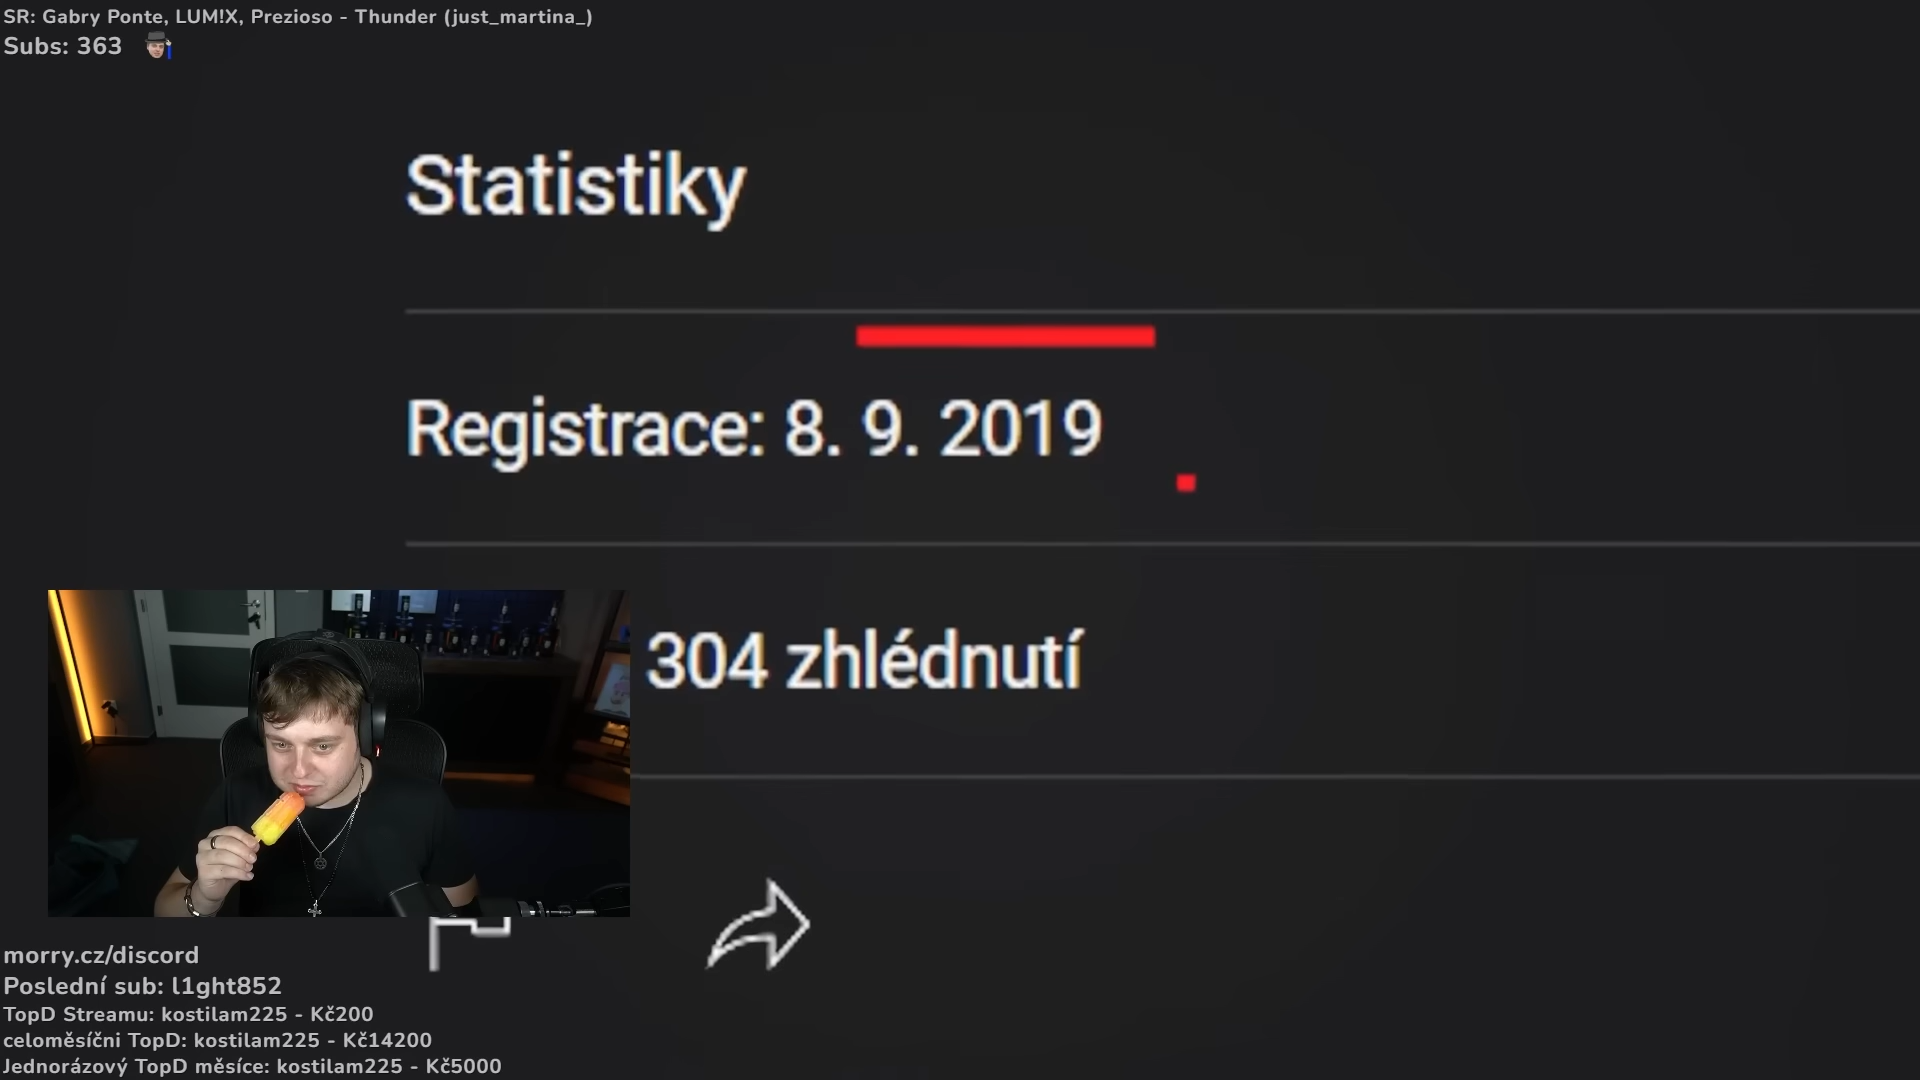 SR: Gabry Ponte, LUM!X, Prezioso - Thunder (just_martina_)
Subs: 363
Statistiky
Registrace: 8. 9. 2019
304 zhlédnutí
morry.cz/discord
Poslední sub: l1ght852
TopD Streamu: kostilam225 - Kč200
celoměsíčni TopD: kostilam225 - Kč14200
Jednorázový TopD měsíce: kostilam225 - Kč5000